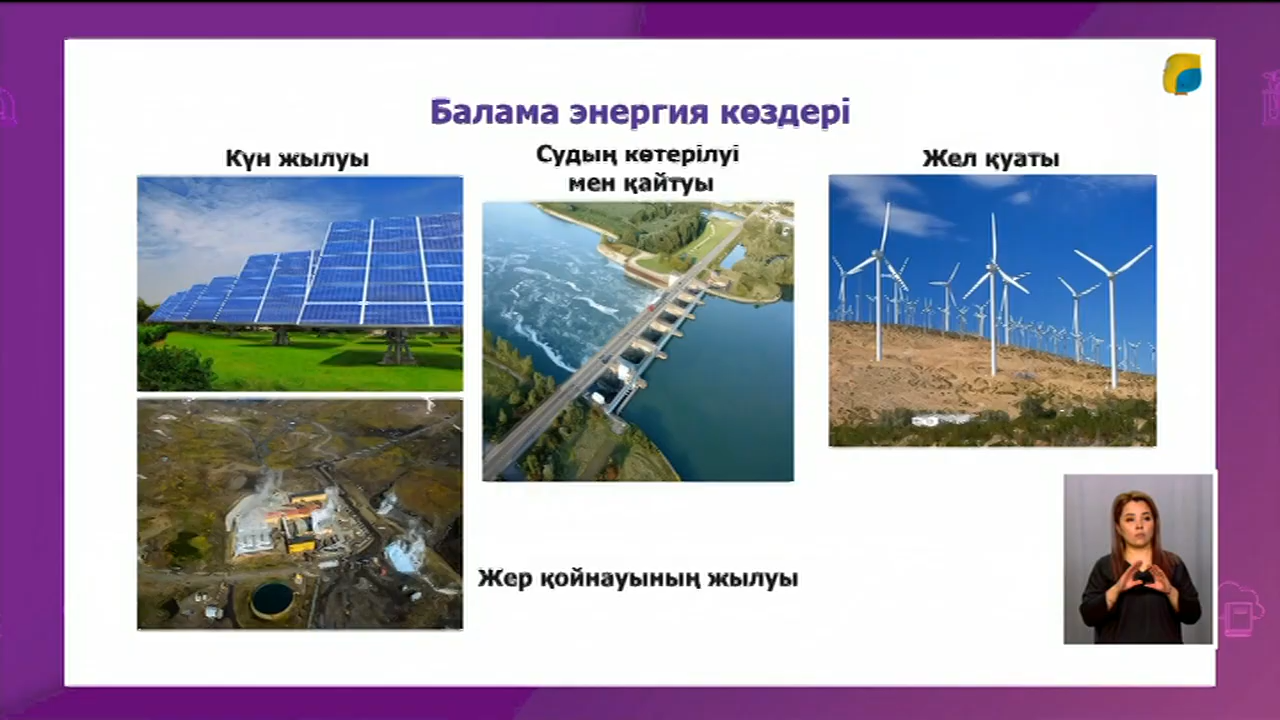 Балама энергия көздері
Күн жылуы
Судың көтерілуі
мен қайтуы
Жел қуаты
Жер қойнауының жылуы